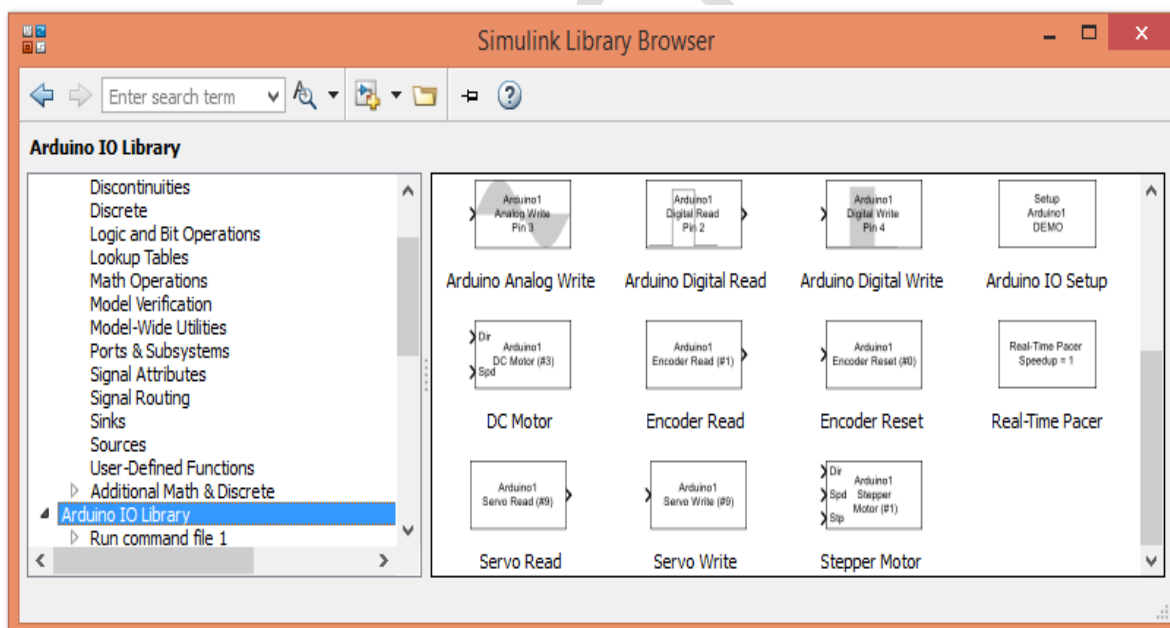 Simulink Library Browser
Enter search term
Arduino IO Library
Discontinuities
Discrete
Logic and Bit Operations
Lookup Tables
Math Operations
Model Verification
Model-Wide Utilities
Ports & Subsystems
Signal Attributes
Signal Routing
Sinks
Sources
User-Defined Functions
Additional Math & Discrete
Arduino IO Library
Run command file 1
Arduino1
Analog Write
Pin 3
Arduino Analog Write
Arduino1
Digital Read
Pin 2
Arduino Digital Read
Arduino1
Digital Write
Pin 4
Arduino Digital Write
Setup
Arduino1
DEMO
Arduino IO Setup
Dir
Spd
Arduino1
DC Motor (#3)
DC Motor
Arduino1
Encoder Read (#1)
Encoder Read
Arduino1
Encoder Reset (#0)
Encoder Reset
Real-Time Pacer
Speedup = 1
Real-Time Pacer
Arduino1
Servo Read (#9)
Servo Read
Arduino1
Servo Write (#9)
Servo Write
Dir
Spd
Stp
Arduino1
Stepper
Motor (#1)
Stepper Motor